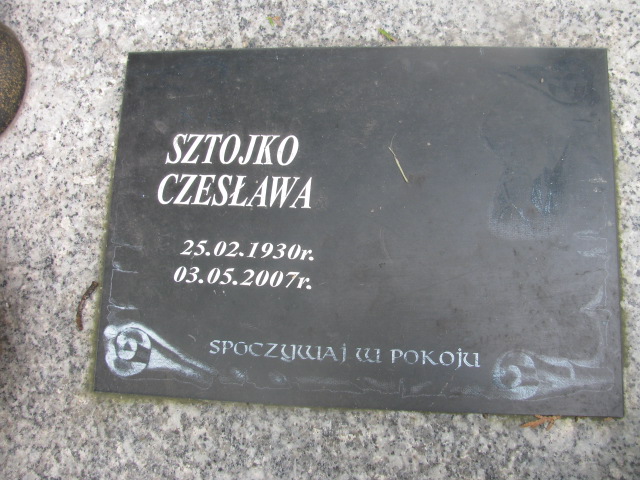 SZTOJKO
CZESŁAWA
25.02.1930r.
03.05.2007r.
SPOCZYWAJ W POKOJU